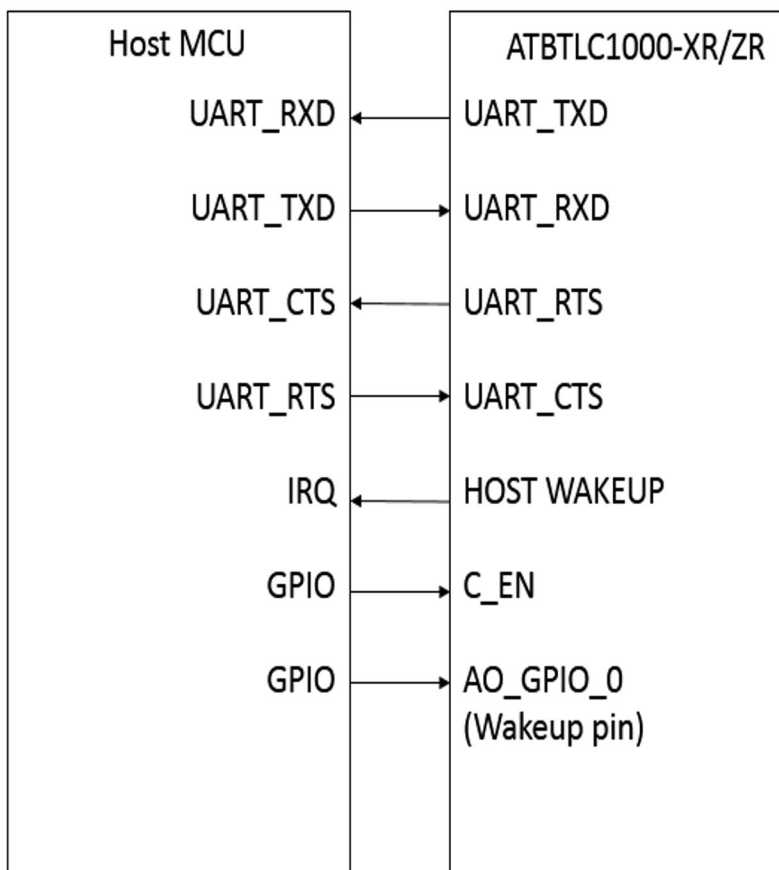 Host MCU
ATBTLC1000-XR/ZR
UART_RXD
UART_TXD
UART_TXD
UART_RXD
UART_CTS
UART_RTS
UART_RTS
UART_CTS
IRQ
HOST WAKEUP
GPIO
C_EN
GPIO
AO_GPIO_0
(Wakeup pin)